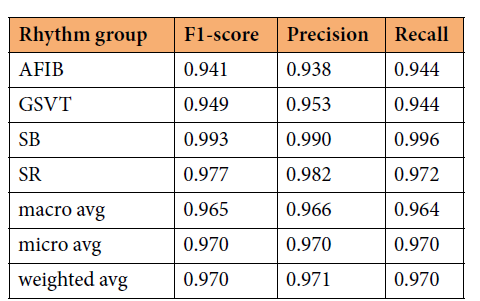 Rhythm group F1-score Precision Recall
AFIB 0.941 0.938 0.944
GSVT 0.949 0.953 0.944
SB 0.993 0.990 0.996
SR 0.977 0.982 0.972
macro avg 0.965 0.966 0.964
micro avg 0.970 0.970 0.970
weighted avg 0.970 0.971 0.970